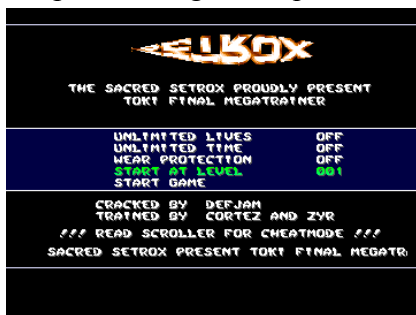 SETROX
THE SACRED SETROX PROUDLY PRESENT
TOKI FINAL MEGATRAINER
UNLIMITED LIVES OFF
UNLIMITED TIME OFF
WEAR PROTECTION OFF
START AT LEVEL 001
START GAME
CRACKED BY DEFJAM
TRAINED BY CORTEZ AND ZYR
!!! READ SCROLLER FOR CHEATMODE !!!
SACRED SETROX PRESENT TOKI FINAL MEGATR